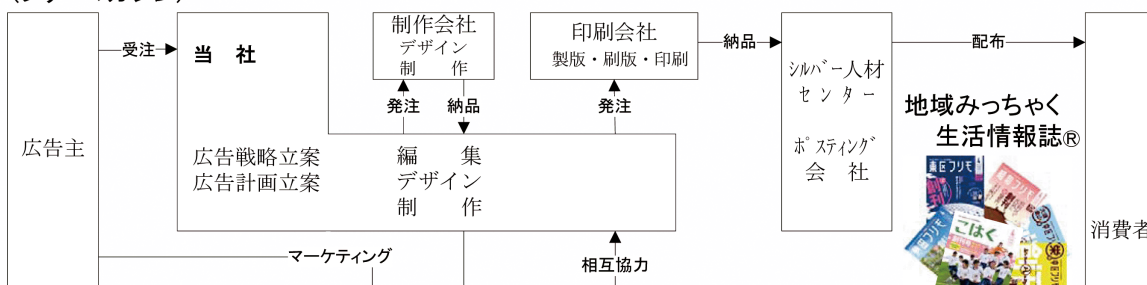 受注
当　社
広告主
広告戦略立案
広告計画立案
制作会社
デザイン
制　作
発注
納品
編　集
デザイン
制　作
印刷会社
製版・刷版・印刷
発注
納品
シルバー人材
センター
ポスティング
会　社
配布
地域みっちゃく
生活情報誌®
こはく
消費者
マーケティング
相互協力